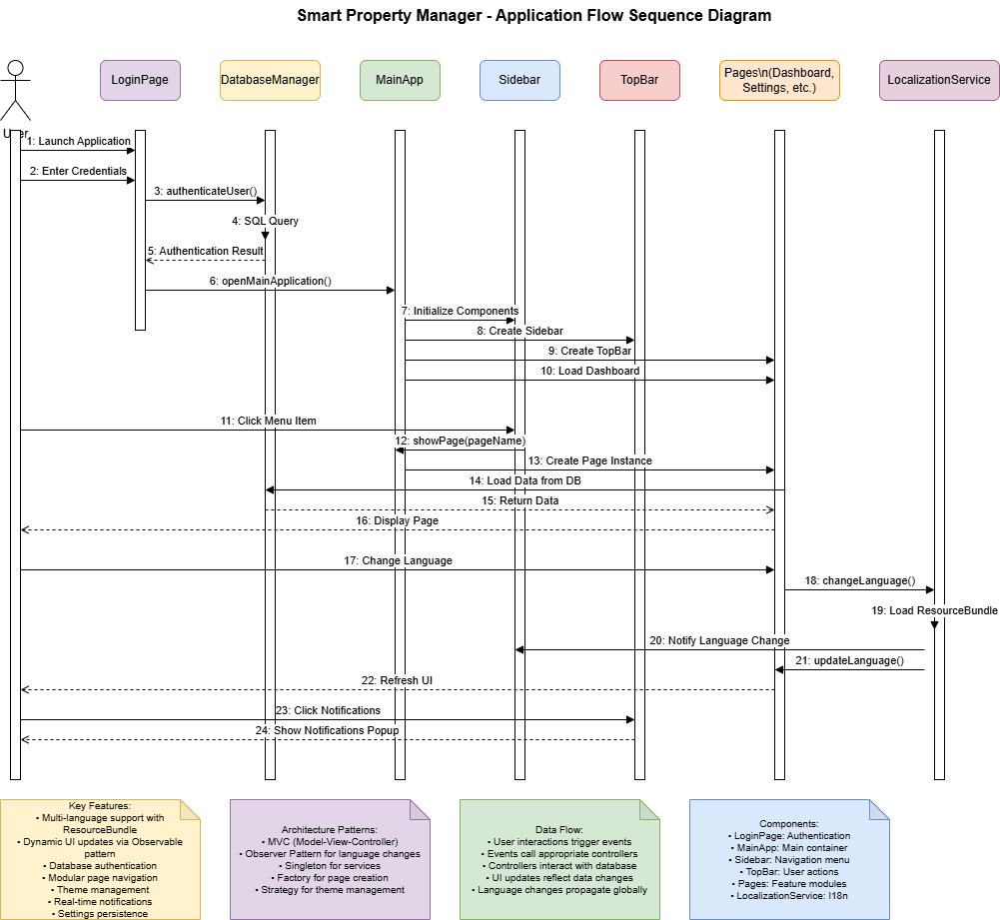 Smart Property Manager - Application Flow Sequence Diagram
LoginPage
DatabaseManager
MainApp
Sidebar
TopBar
Pages\n(Dashboard,
Settings, etc.)
LocalizationService
User
1: Launch Application
2: Enter Credentials
3: authenticateUser()
4: SQL Query
5: Authentication Result
6: openMainApplication()
7: Initialize Components
8: Create Sidebar
9: Create TopBar
10: Load Dashboard
11: Click Menu Item
12: showPage(pageName)
13: Create Page Instance
14: Load Data from DB
15: Return Data
16: Display Page
17: Change Language
18: changeLanguage()
19: Load ResourceBundle
20: Notify Language Change
21: updateLanguage()
22: Refresh UI
23: Click Notifications
24: Show Notifications Popup
Key Features:
• Multi-language support with
ResourceBundle
• Dynamic UI updates via Observable
pattern
• Database authentication
• Modular page navigation
• Theme management
• Real-time notifications
• Settings persistence
Architecture Patterns:
• MVC (Model-View-Controller)
• Observer Pattern for language changes
• Singleton for services
• Factory for page creation
• Strategy for theme management
Data Flow:
• User interactions trigger events
• Events call appropriate controllers
• Controllers interact with database
• UI updates reflect data changes
• Language changes propagate globally
Components:
• LoginPage: Authentication
• MainApp: Main container
• Sidebar: Navigation menu
• TopBar: User actions
• Pages: Feature modules
• LocalizationService: I18n